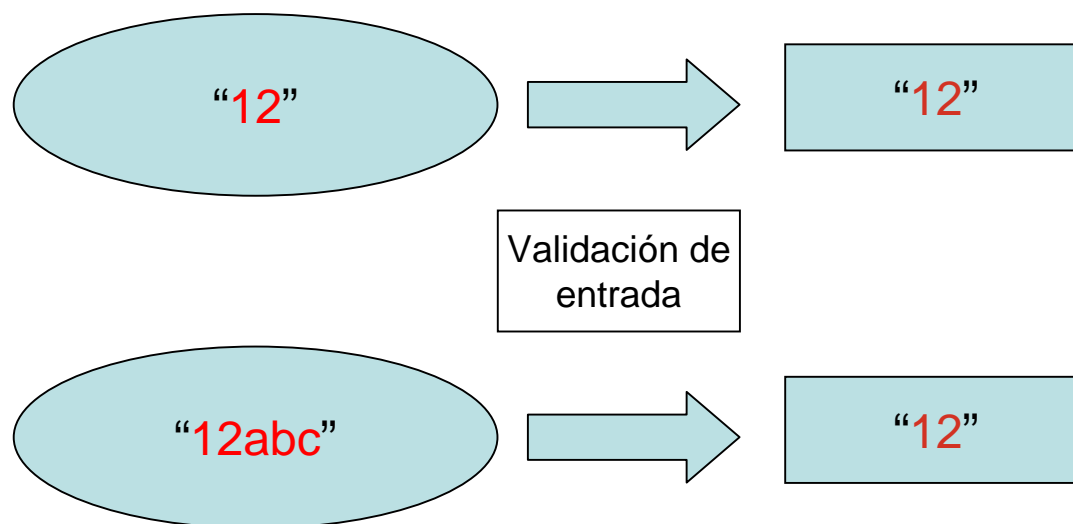 “12”
“12”
Validación de
entrada
“12abc”
“12”